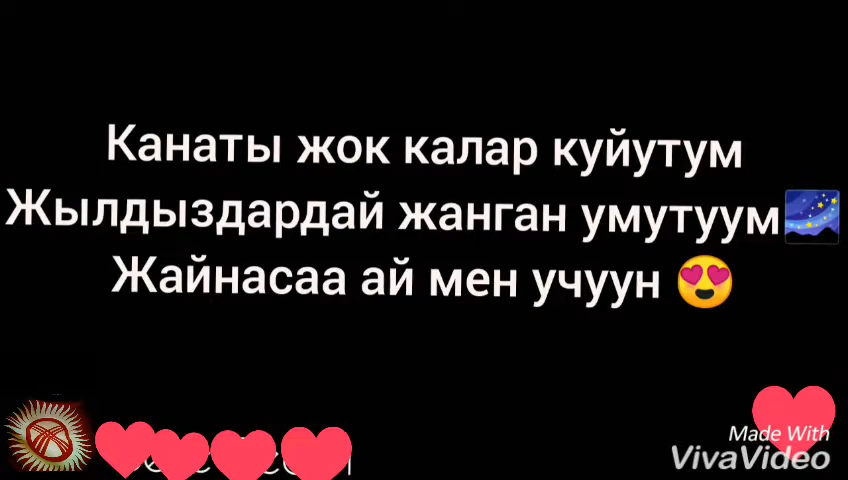 Канаты жок калар куйутум
Жылдыздардай жанган умутуум🌌
Жайнасаа ай мен учуун 😍
Made With
VivaVideo